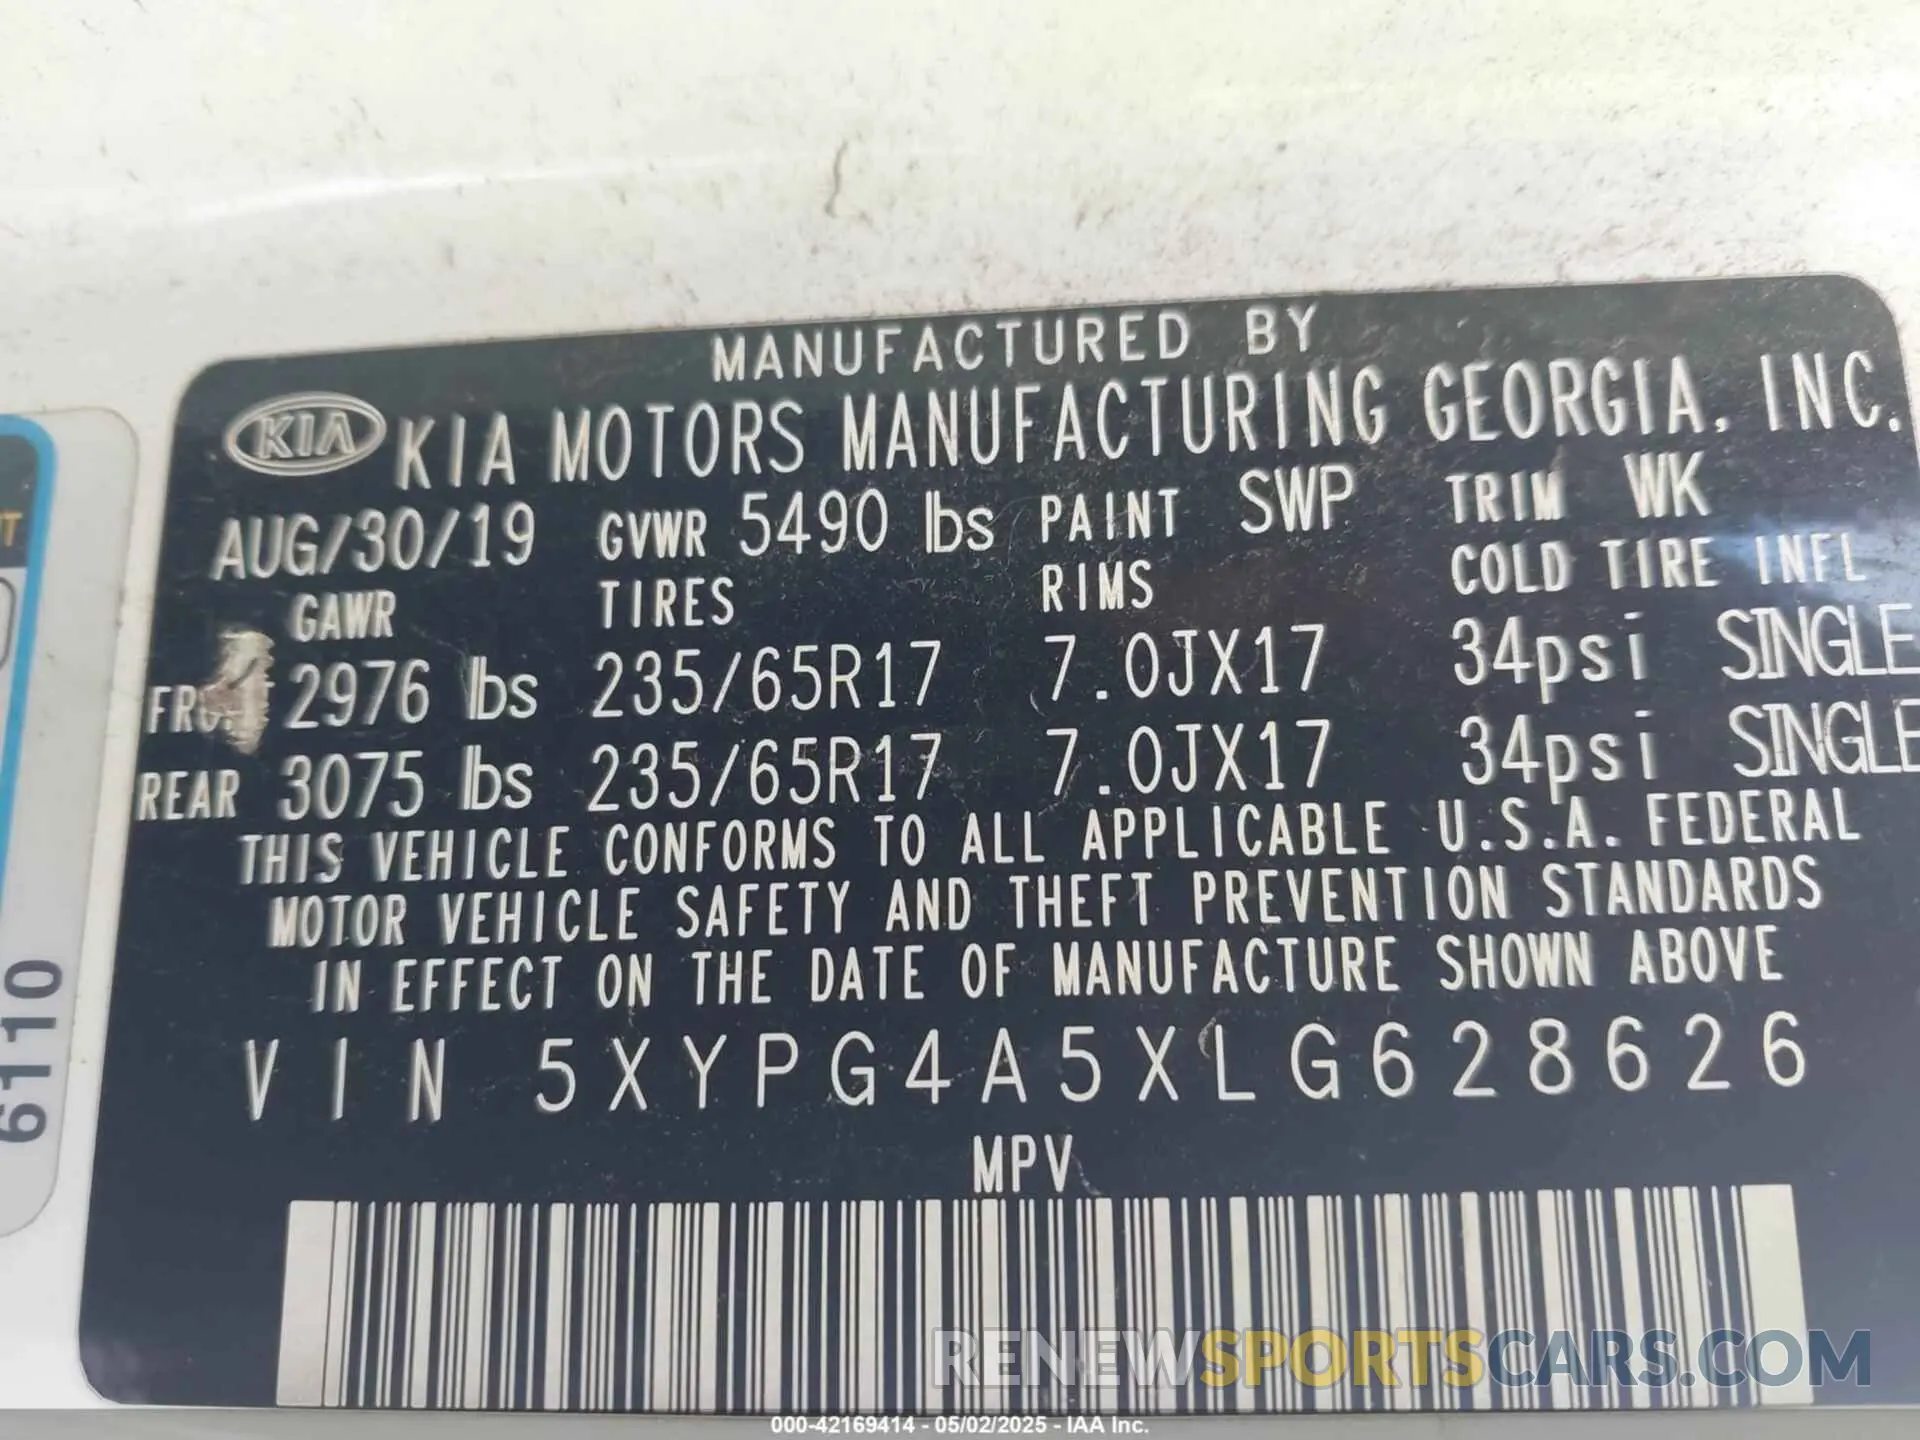 MANUFACTURED BY
KIA KIA MOTORS MANUFACTURING GEORGIA, INC.
AUG/30/19 GVWR 5490 lbs PAINT SWP TRIM WK
GAWR TIRES RIMS COLD TIRE INFL
FRONT 2976 lbs 235/65R17 7.0JX17 34psi SINGLE
REAR 3075 lbs 235/65R17 7.0JX17 34psi SINGLE
THIS VEHICLE CONFORMS TO ALL APPLICABLE U.S.A. FEDERAL
MOTOR VEHICLE SAFETY AND THEFT PREVENTION STANDARDS
IN EFFECT ON THE DATE OF MANUFACTURE SHOWN ABOVE
VIN 5XYPG4A5XLG628626
MPV
6110
RENEWSPORTSCARS.COM
000-42169414 - 05/02/2025 - IAA Inc.